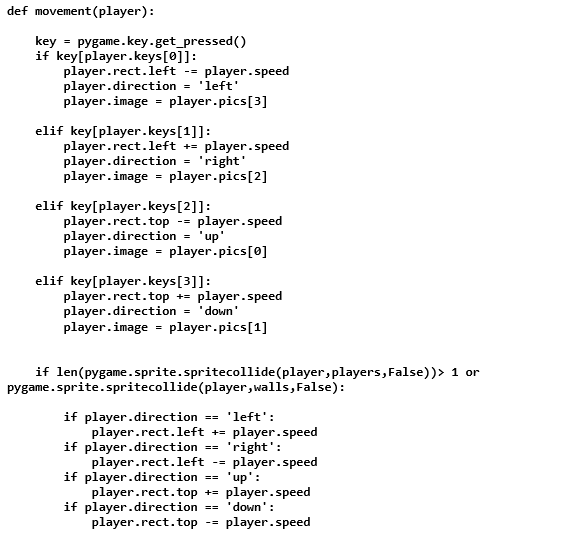 def movement(player):
key = pygame.key.get_pressed()
if key[player.keys[0]]:
player.rect.left -= player.speed
player.direction = 'left'
player.image = player.pics[3]
elif key[player.keys[1]]:
player.rect.left += player.speed
player.direction = 'right'
player.image = player.pics[2]
elif key[player.keys[2]]:
player.rect.top -= player.speed
player.direction = 'up'
player.image = player.pics[0]
elif key[player.keys[3]]:
player.rect.top += player.speed
player.direction = 'down'
player.image = player.pics[1]
if len(pygame.sprite.spritecollide(player,players,False))> 1 or
pygame.sprite.spritecollide(player,walls,False):
if player.direction == 'left':
player.rect.left += player.speed
if player.direction == 'right':
player.rect.left -= player.speed
if player.direction == 'up':
player.rect.top += player.speed
if player.direction == 'down':
player.rect.top -= player.speed